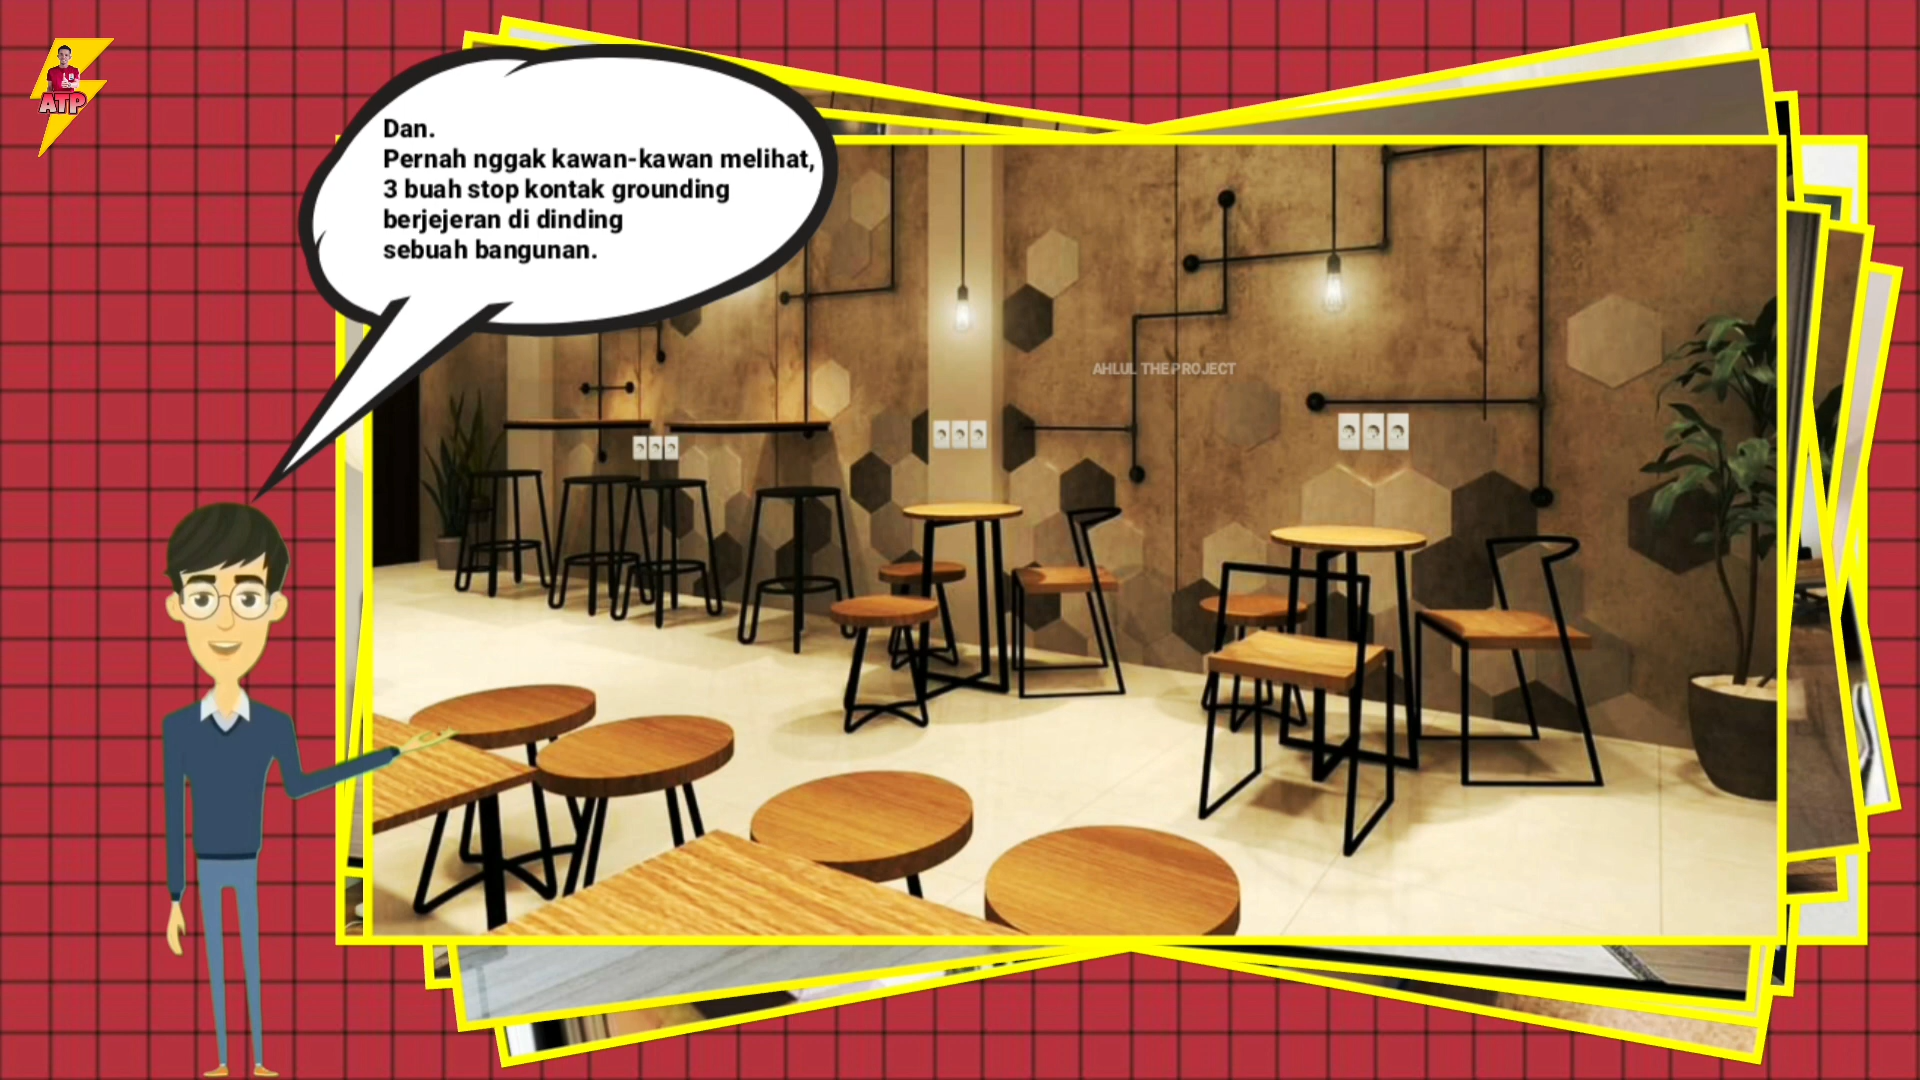 ATP
Dan.
Pernah nggak kawan-kawan melihat,
3 buah stop kontak grounding
berjejeran di dinding
sebuah bangunan.
AHLUL THE PROJECT